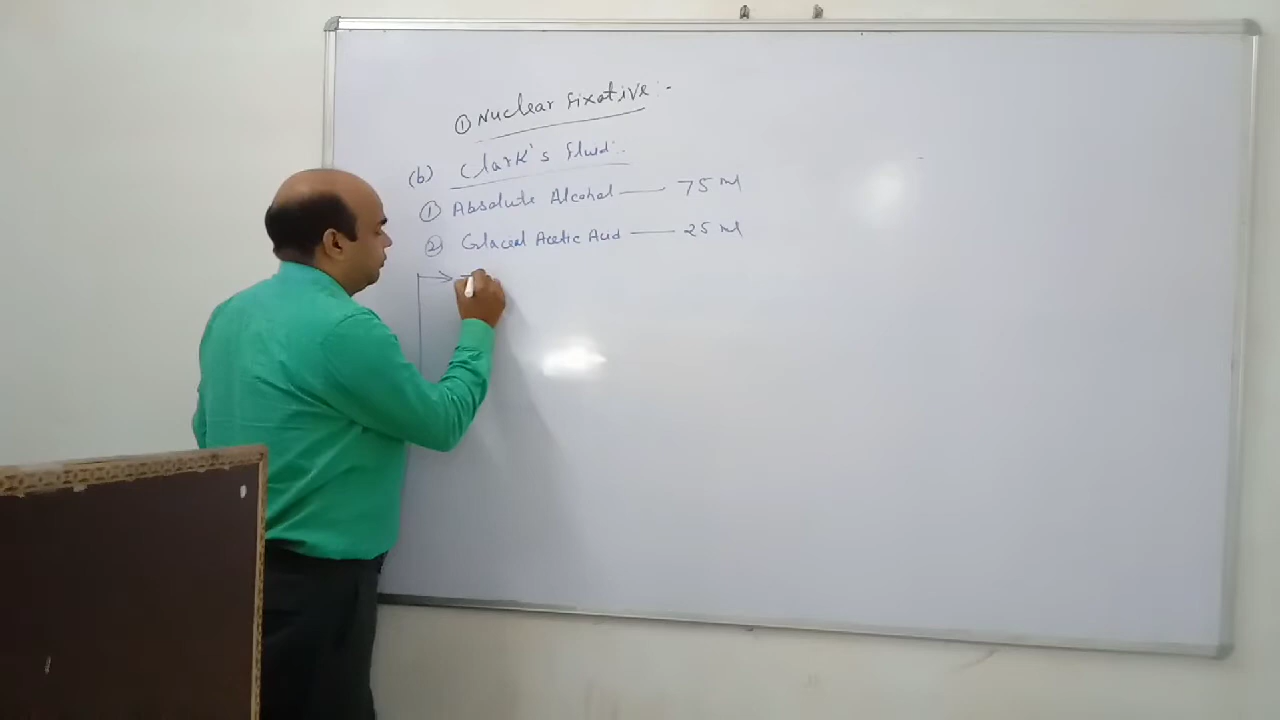 ① Nuclear fixative :-
(b) Clark's fluid :-
① Absolute Alcohol —— 75 ml
② Glacial Acetic Acid —— 25 ml